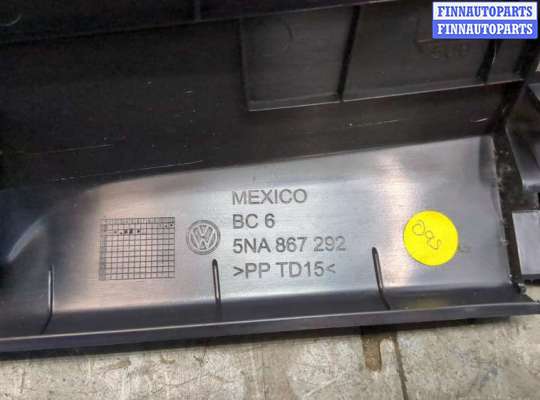 FINNAUTOPARTS
FINNAUTOPARTS
MEXICO
BC 6
5NA 867 292
>PP TD15<